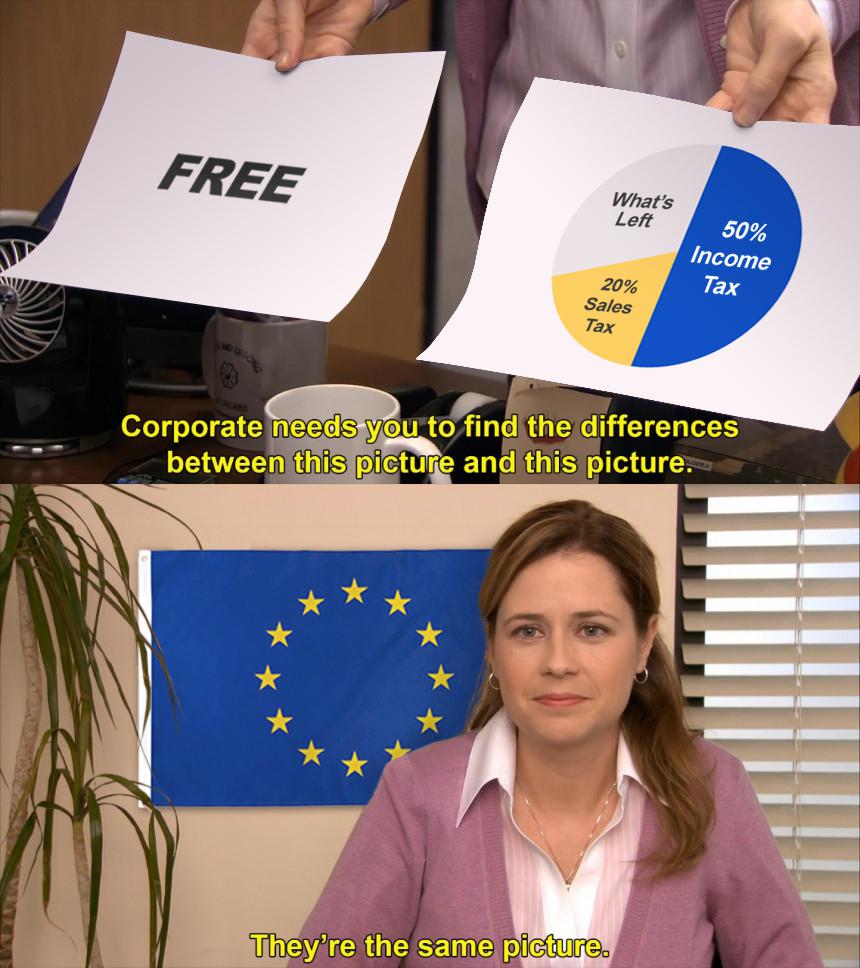 FREE
What's
Left
50%
Income
Tax
20%
Sales
Tax
Corporate needs you to find the differences
between this picture and this picture.
They're the same picture.